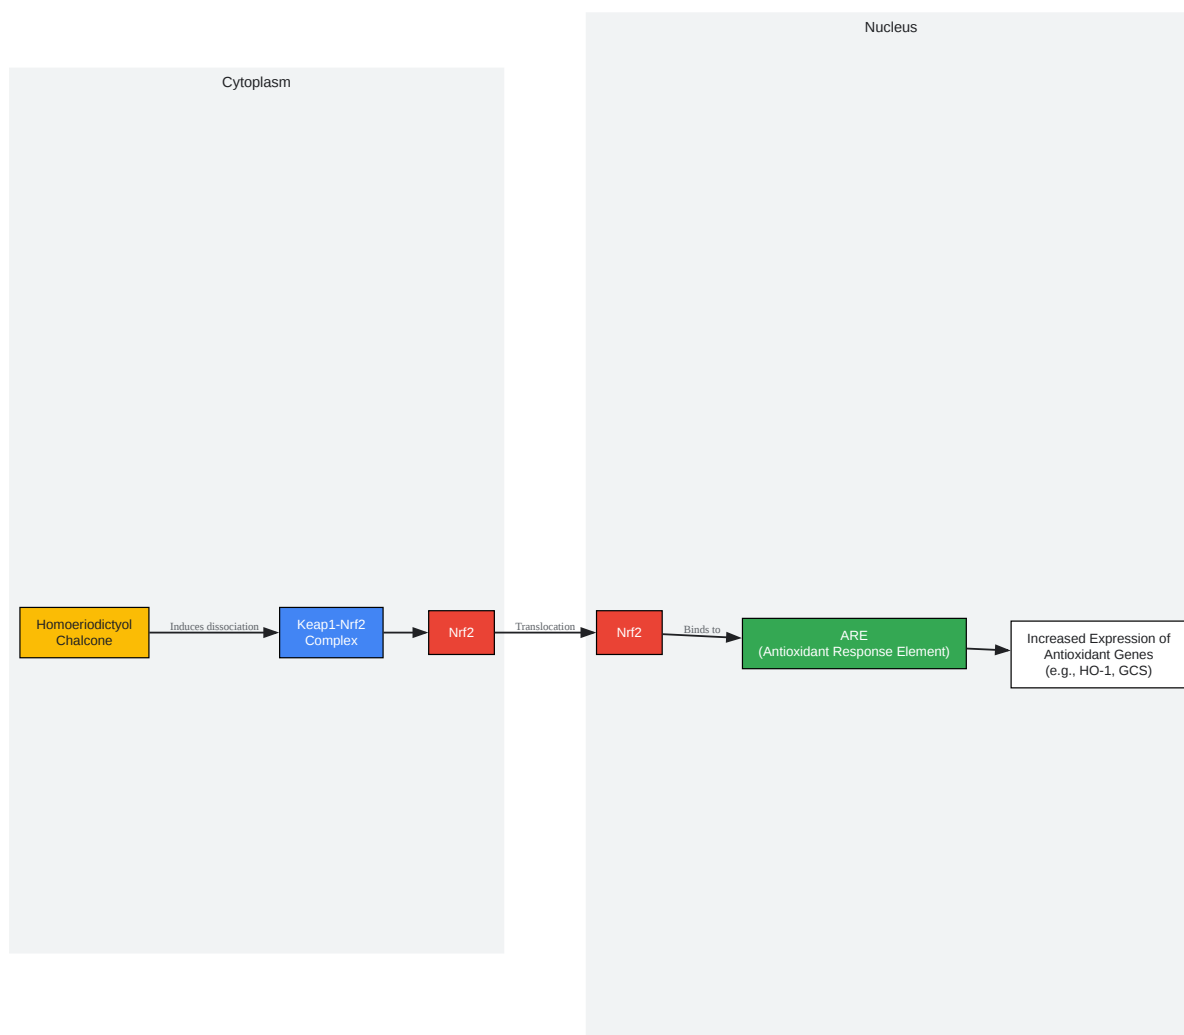 Nucleus
Cytoplasm
Homoeriodictyol
Chalcone
Induces dissociation
Keap1-Nrf2
Complex
Nrf2
Translocation
Nrf2
Binds to
ARE
(Antioxidant Response Element)
Increased Expression of
Antioxidant Genes
(e.g., HO-1, GCS)